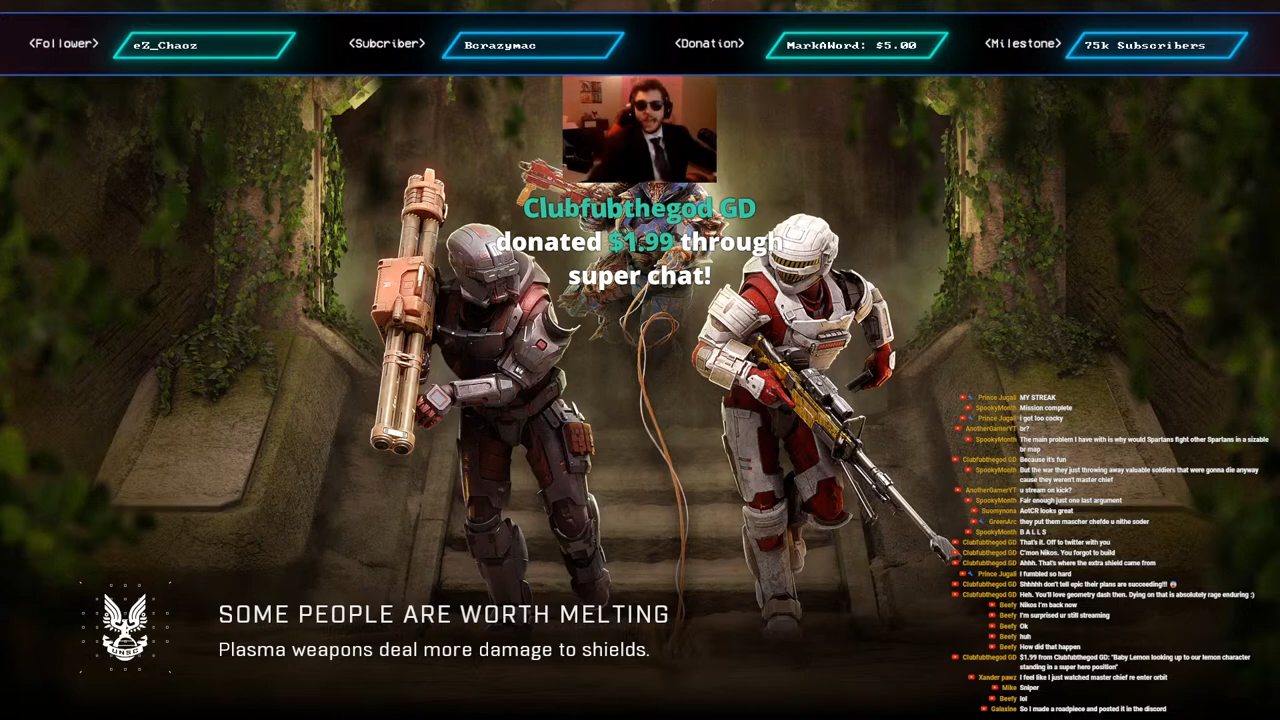 <Follower>
eZ_Chaoz
<Subcriber>
Bcrazymac
<Donation>
MarkAWord: $5.00
<Milestone>
75k Subscribers
Clubfubthegod GD
donated $1.99 through
super chat!
Prince Jugali MY STREAK
SpookyMonth Mission complete
Prince Jugali I got too cocky
AnotherGamerYT br?
SpookyMonth The main problem I have with is why would Spartans fight other Spartans in a sizable
br map
Clubfubthegod GD Because it's fun
SpookyMonth But the war they just throwing away valuable soldiers that were gonna die anyway
cause they weren't master chief
AnotherGamerYT u stream on kick?
SpookyMonth Fair enough just one last argument
Suomynona AotCR looks great
GreenArc they put them mascher chefde u nithe soder
SpookyMonth B A L L S
Clubfubthegod GD That's it. Off to twitter with you
Clubfubthegod GD C'mon Nikos. You forgot to build
Clubfubthegod GD Ahhh. That's where the extra shield came from
Prince Jugali I fumbled so hard
Clubfubthegod GD Shhhhh don't tell epic their plans are succeeding!!! 😱
Clubfubthegod GD Heh. You'll love geometry dash then. Dying on that is absolutely rage enduring :)
Beefy Nikos I'm back now
Beefy I'm surprised ur still streaming
Beefy Ok
Beefy huh
Beefy How did that happen
Clubfubthegod GD $1.99 from Clubfubthegod GD: "Baby Lemon looking up to our lemon character
standing in a super hero position"
Xander pawz I feel like I just watched master chief re enter orbit
Mike Sniper
Beefy lol
Galaxine So I made a roadpiece and posted it in the discord
UNSC
SOME PEOPLE ARE WORTH MELTING
Plasma weapons deal more damage to shields.